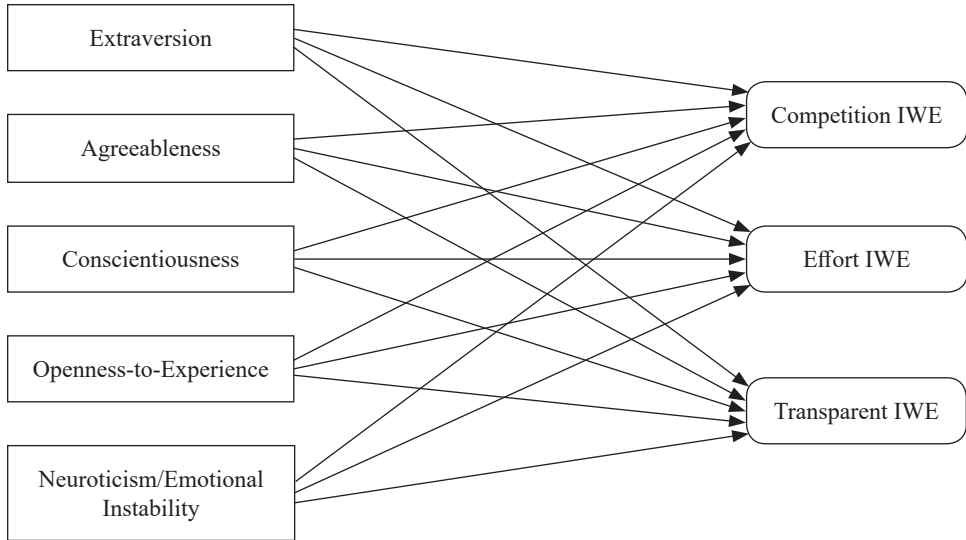 Extraversion
Agreeableness
Conscientiousness
Openness-to-Experience
Neuroticism/Emotional
Instability
Competition IWE
Effort IWE
Transparent IWE